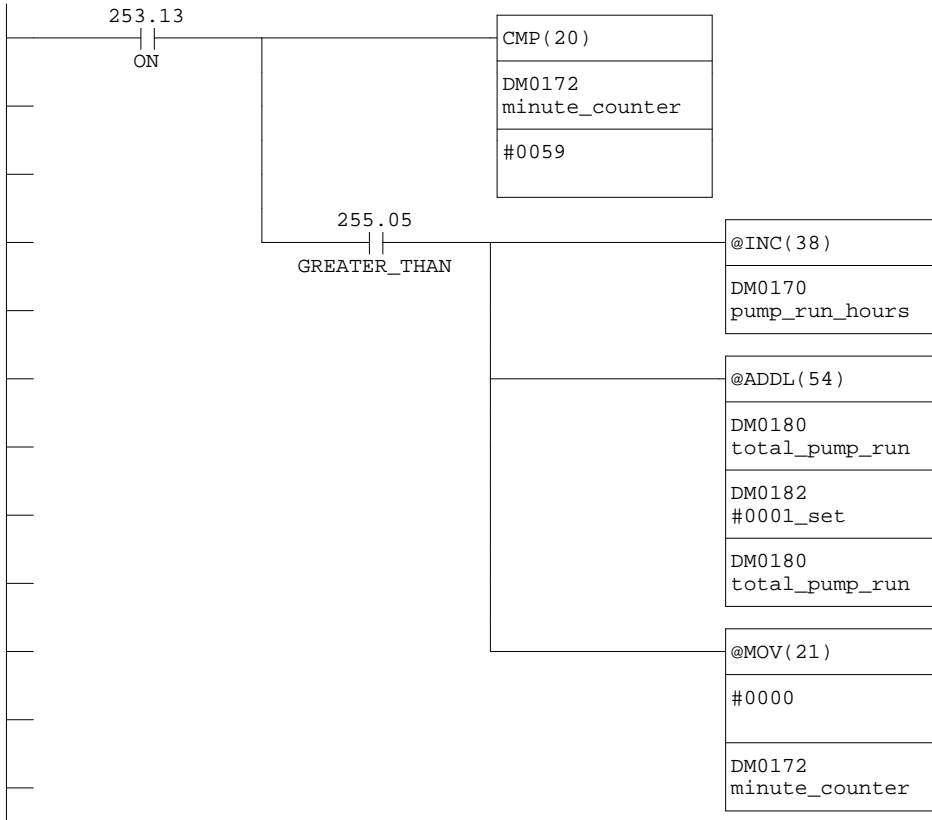 253.13
ON
CMP(20)
DM0172
minute_counter
#0059
255.05
GREATER_THAN
@INC(38)
DM0170
pump_run_hours
@ADDL(54)
DM0180
total_pump_run
DM0182
#0001_set
DM0180
total_pump_run
@MOV(21)
#0000
DM0172
minute_counter